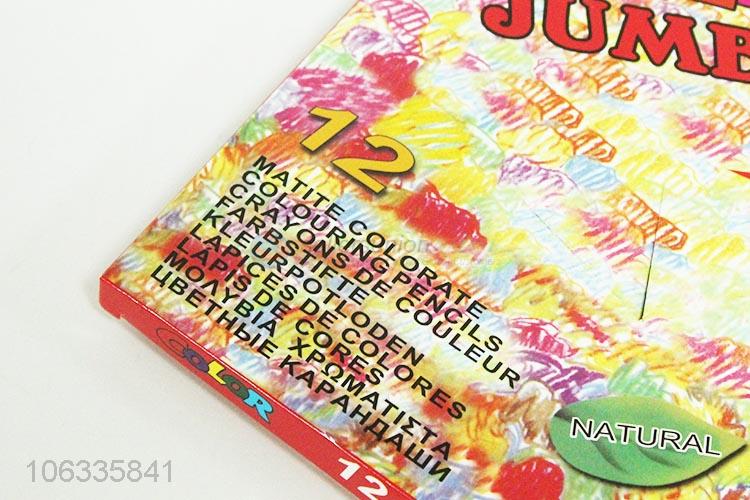 JUMB
12
MATITE COLORATE
COLOURING PENCILS
CRAYONS DE COULEUR
FARBSTIFTE
KLEURPOTLODEN
LAPICES DE COLORES
LAPIS DE CORES
ΜΟΛΥΒΙΑ ΧΡΩΜΑΤΙΣΤΑ
ЦВЕТНЫЕ КАРАНДАШИ
NATURAL
COLOR
12
106335841